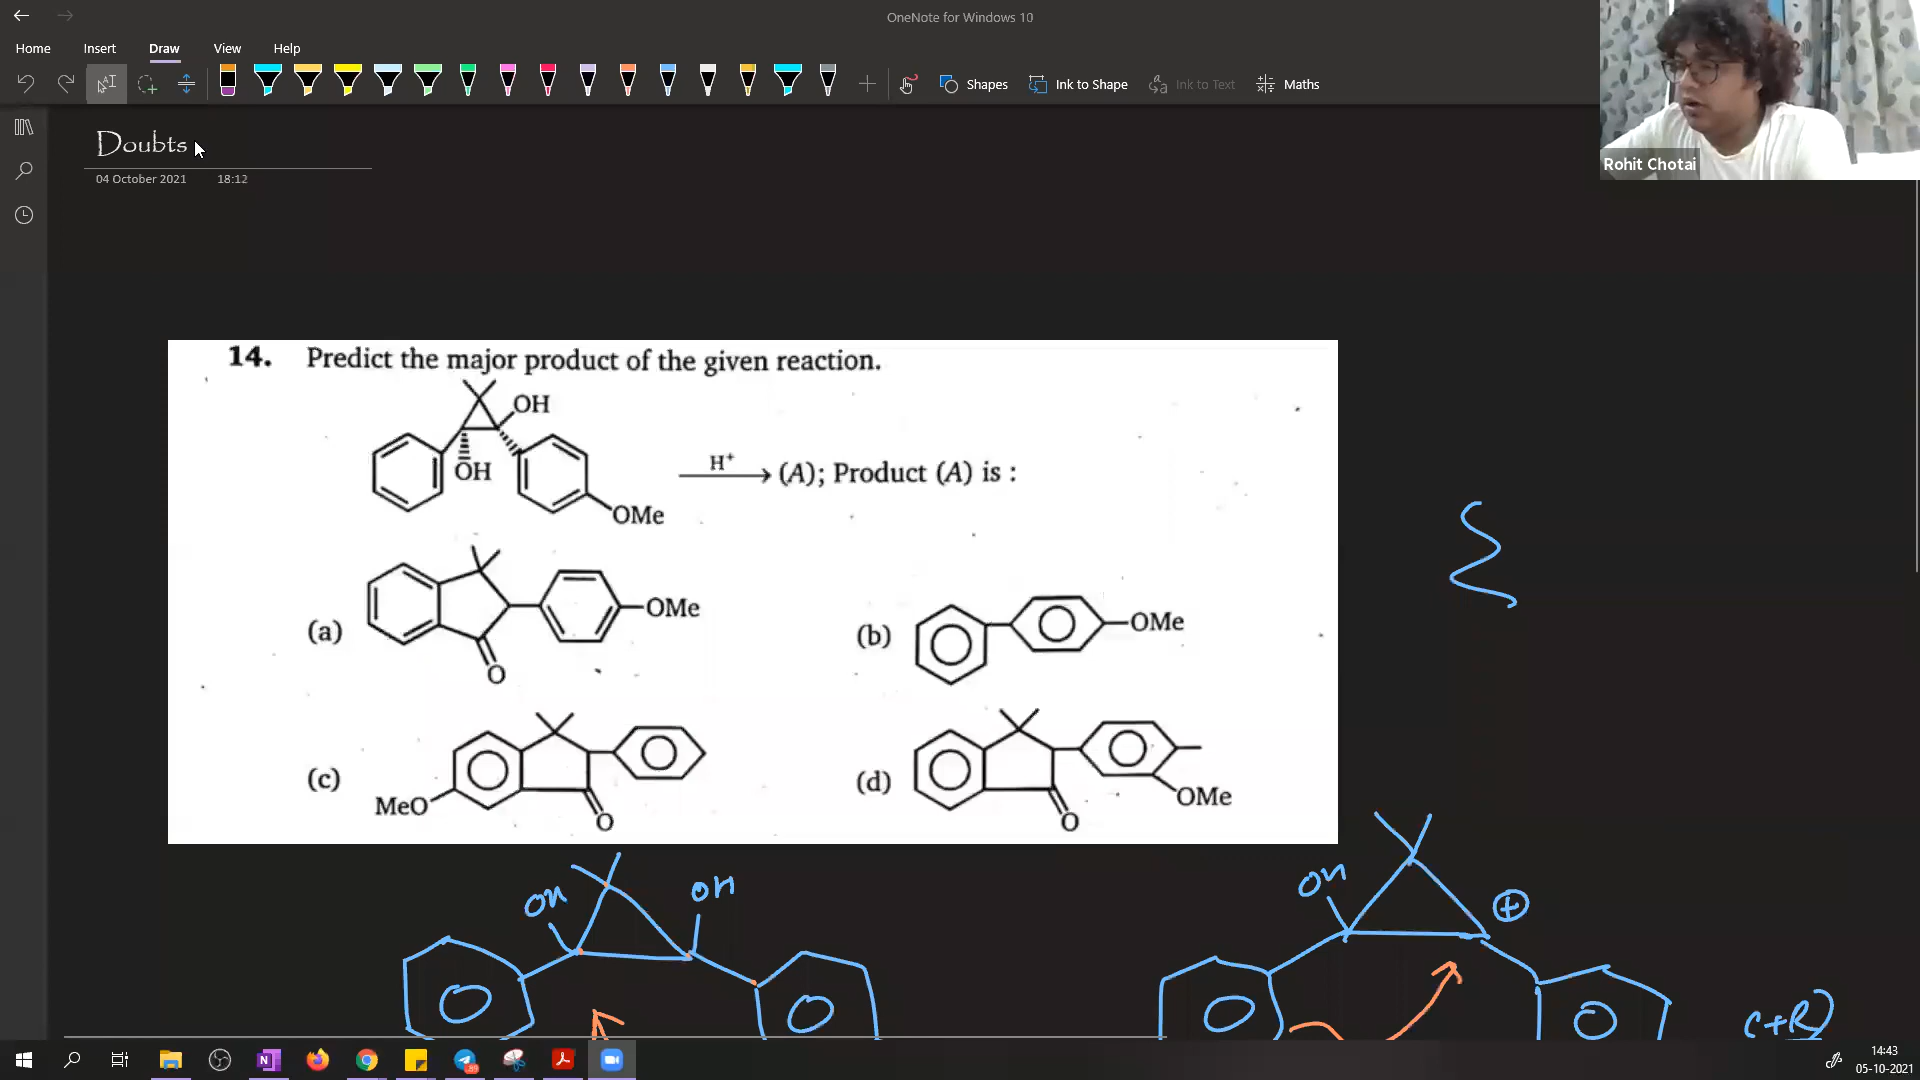 OneNote for Windows 10
Home Insert Draw View Help
Shapes Ink to Shape Ink to Text Maths
Rohit Chotai
Doubts
04 October 2021 18:12
14. Predict the major product of the given reaction.
OH
OH
OMe
H+
(A); Product (A) is :
(a) O OMe
(b) OMe
(c) MeO O
(d) O OMe
OH OH
OH +
(+R)
14:43
05-10-2021